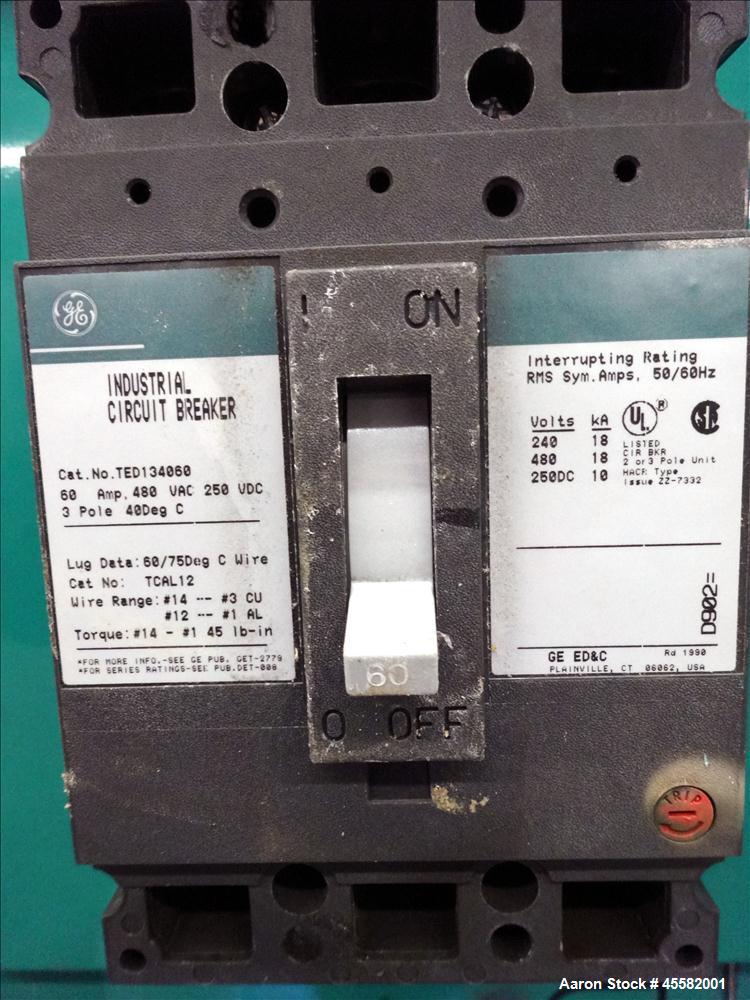 GE
INDUSTRIAL
CIRCUIT BREAKER
Cat.No.TED134060
60 Amp, 480 VAC 250 VDC
3 Pole 40Deg C
Lug Data:60/75Deg C Wire
Cat No: TCAL12
Wire Range:#14 -- #3 CU
#12 -- #1 AL
Torque:#14 - #1 45 lb-in
*FOR MORE INFO.-SEE GE PUB. GET-2779
*FOR SERIES RATINGS-SEE PUB.DET-008
I ON
60
O OFF
Interrupting Rating
RMS Sym.Amps, 50/60Hz
Volts kA
240 18
480 18
250DC 10
UL ®
LISTED
CIR BKR
2 or 3 Pole Unit
HACR Type
Issue ZZ-7332
D902=
GE ED&C Rd 1990
PLAINVILLE, CT 06062, USA
TRIP
Aaron Stock # 45582001